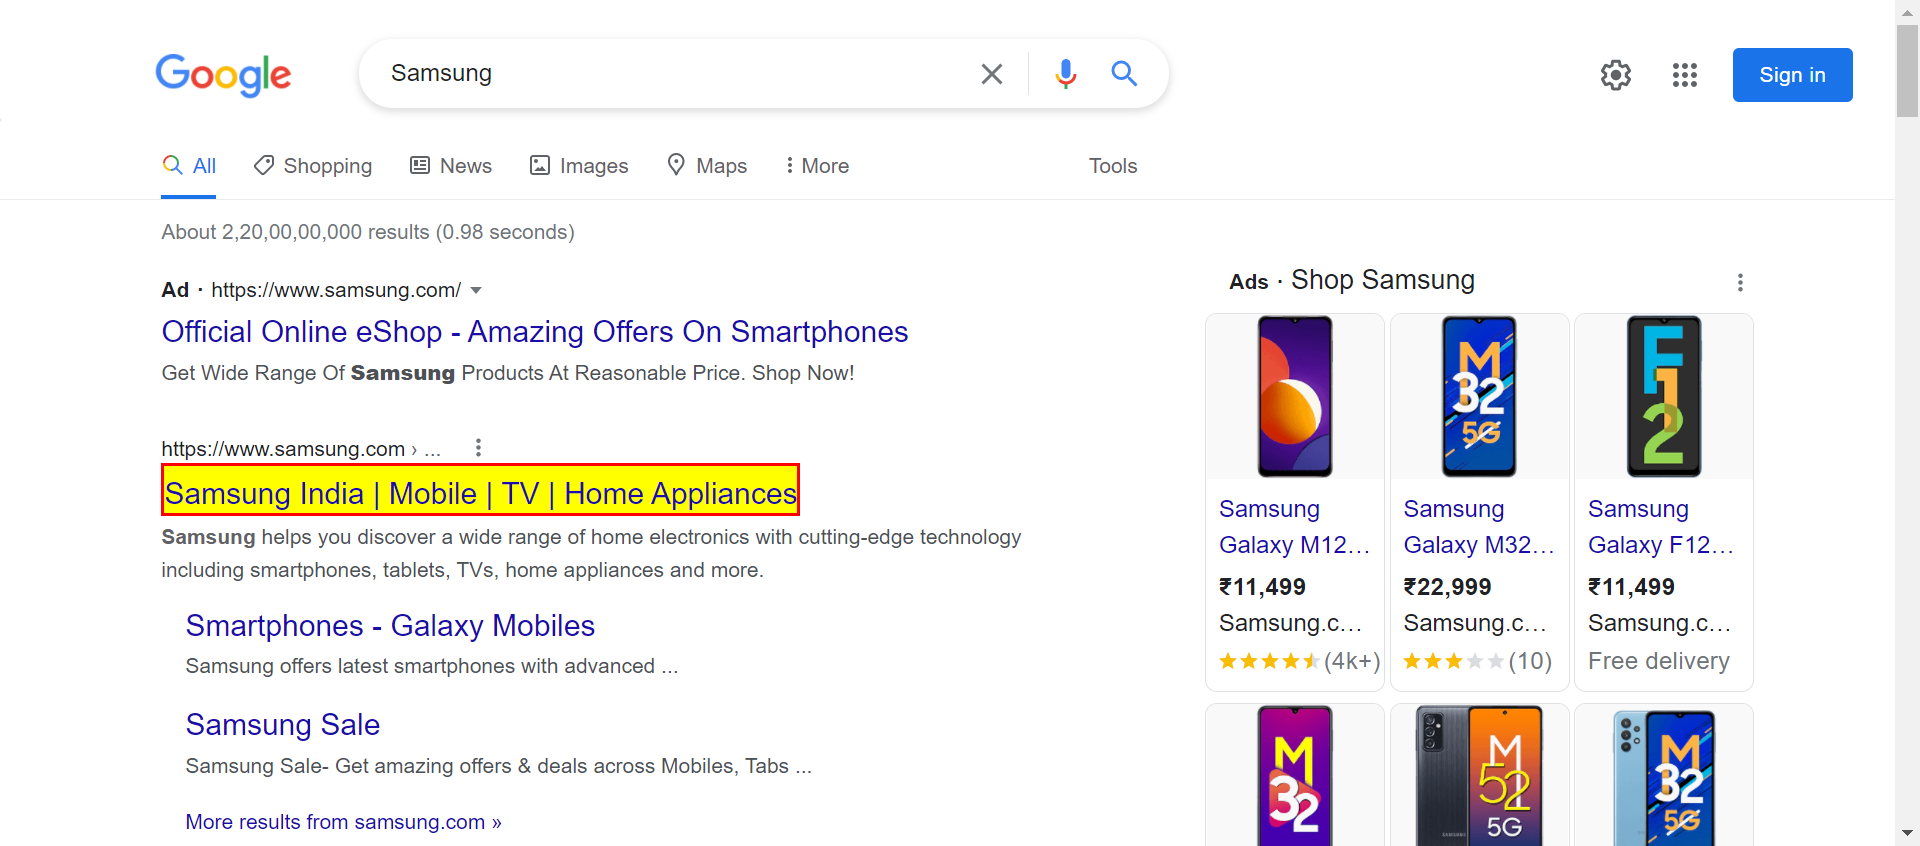 Google
Samsung
Sign in
All
Shopping
News
Images
Maps
More
Tools
About 2,20,00,00,000 results (0.98 seconds)
Ad · https://www.samsung.com/
Official Online eShop - Amazing Offers On Smartphones
Get Wide Range Of Samsung Products At Reasonable Price. Shop Now!
https://www.samsung.com › ...
Samsung India | Mobile | TV | Home Appliances
Samsung helps you discover a wide range of home electronics with cutting-edge technology
including smartphones, tablets, TVs, home appliances and more.
Smartphones - Galaxy Mobiles
Samsung offers latest smartphones with advanced ...
Samsung Sale
Samsung Sale- Get amazing offers & deals across Mobiles, Tabs ...
More results from samsung.com »
Ads · Shop Samsung
M
32
5G
F
12
Samsung
Galaxy M12...
₹11,499
Samsung.c...
(4k+)
Samsung
Galaxy M32...
₹22,999
Samsung.c...
(10)
Samsung
Galaxy F12...
₹11,499
Samsung.c...
Free delivery
M
32
SAMSUNG
M
52
5G
M
32
5G